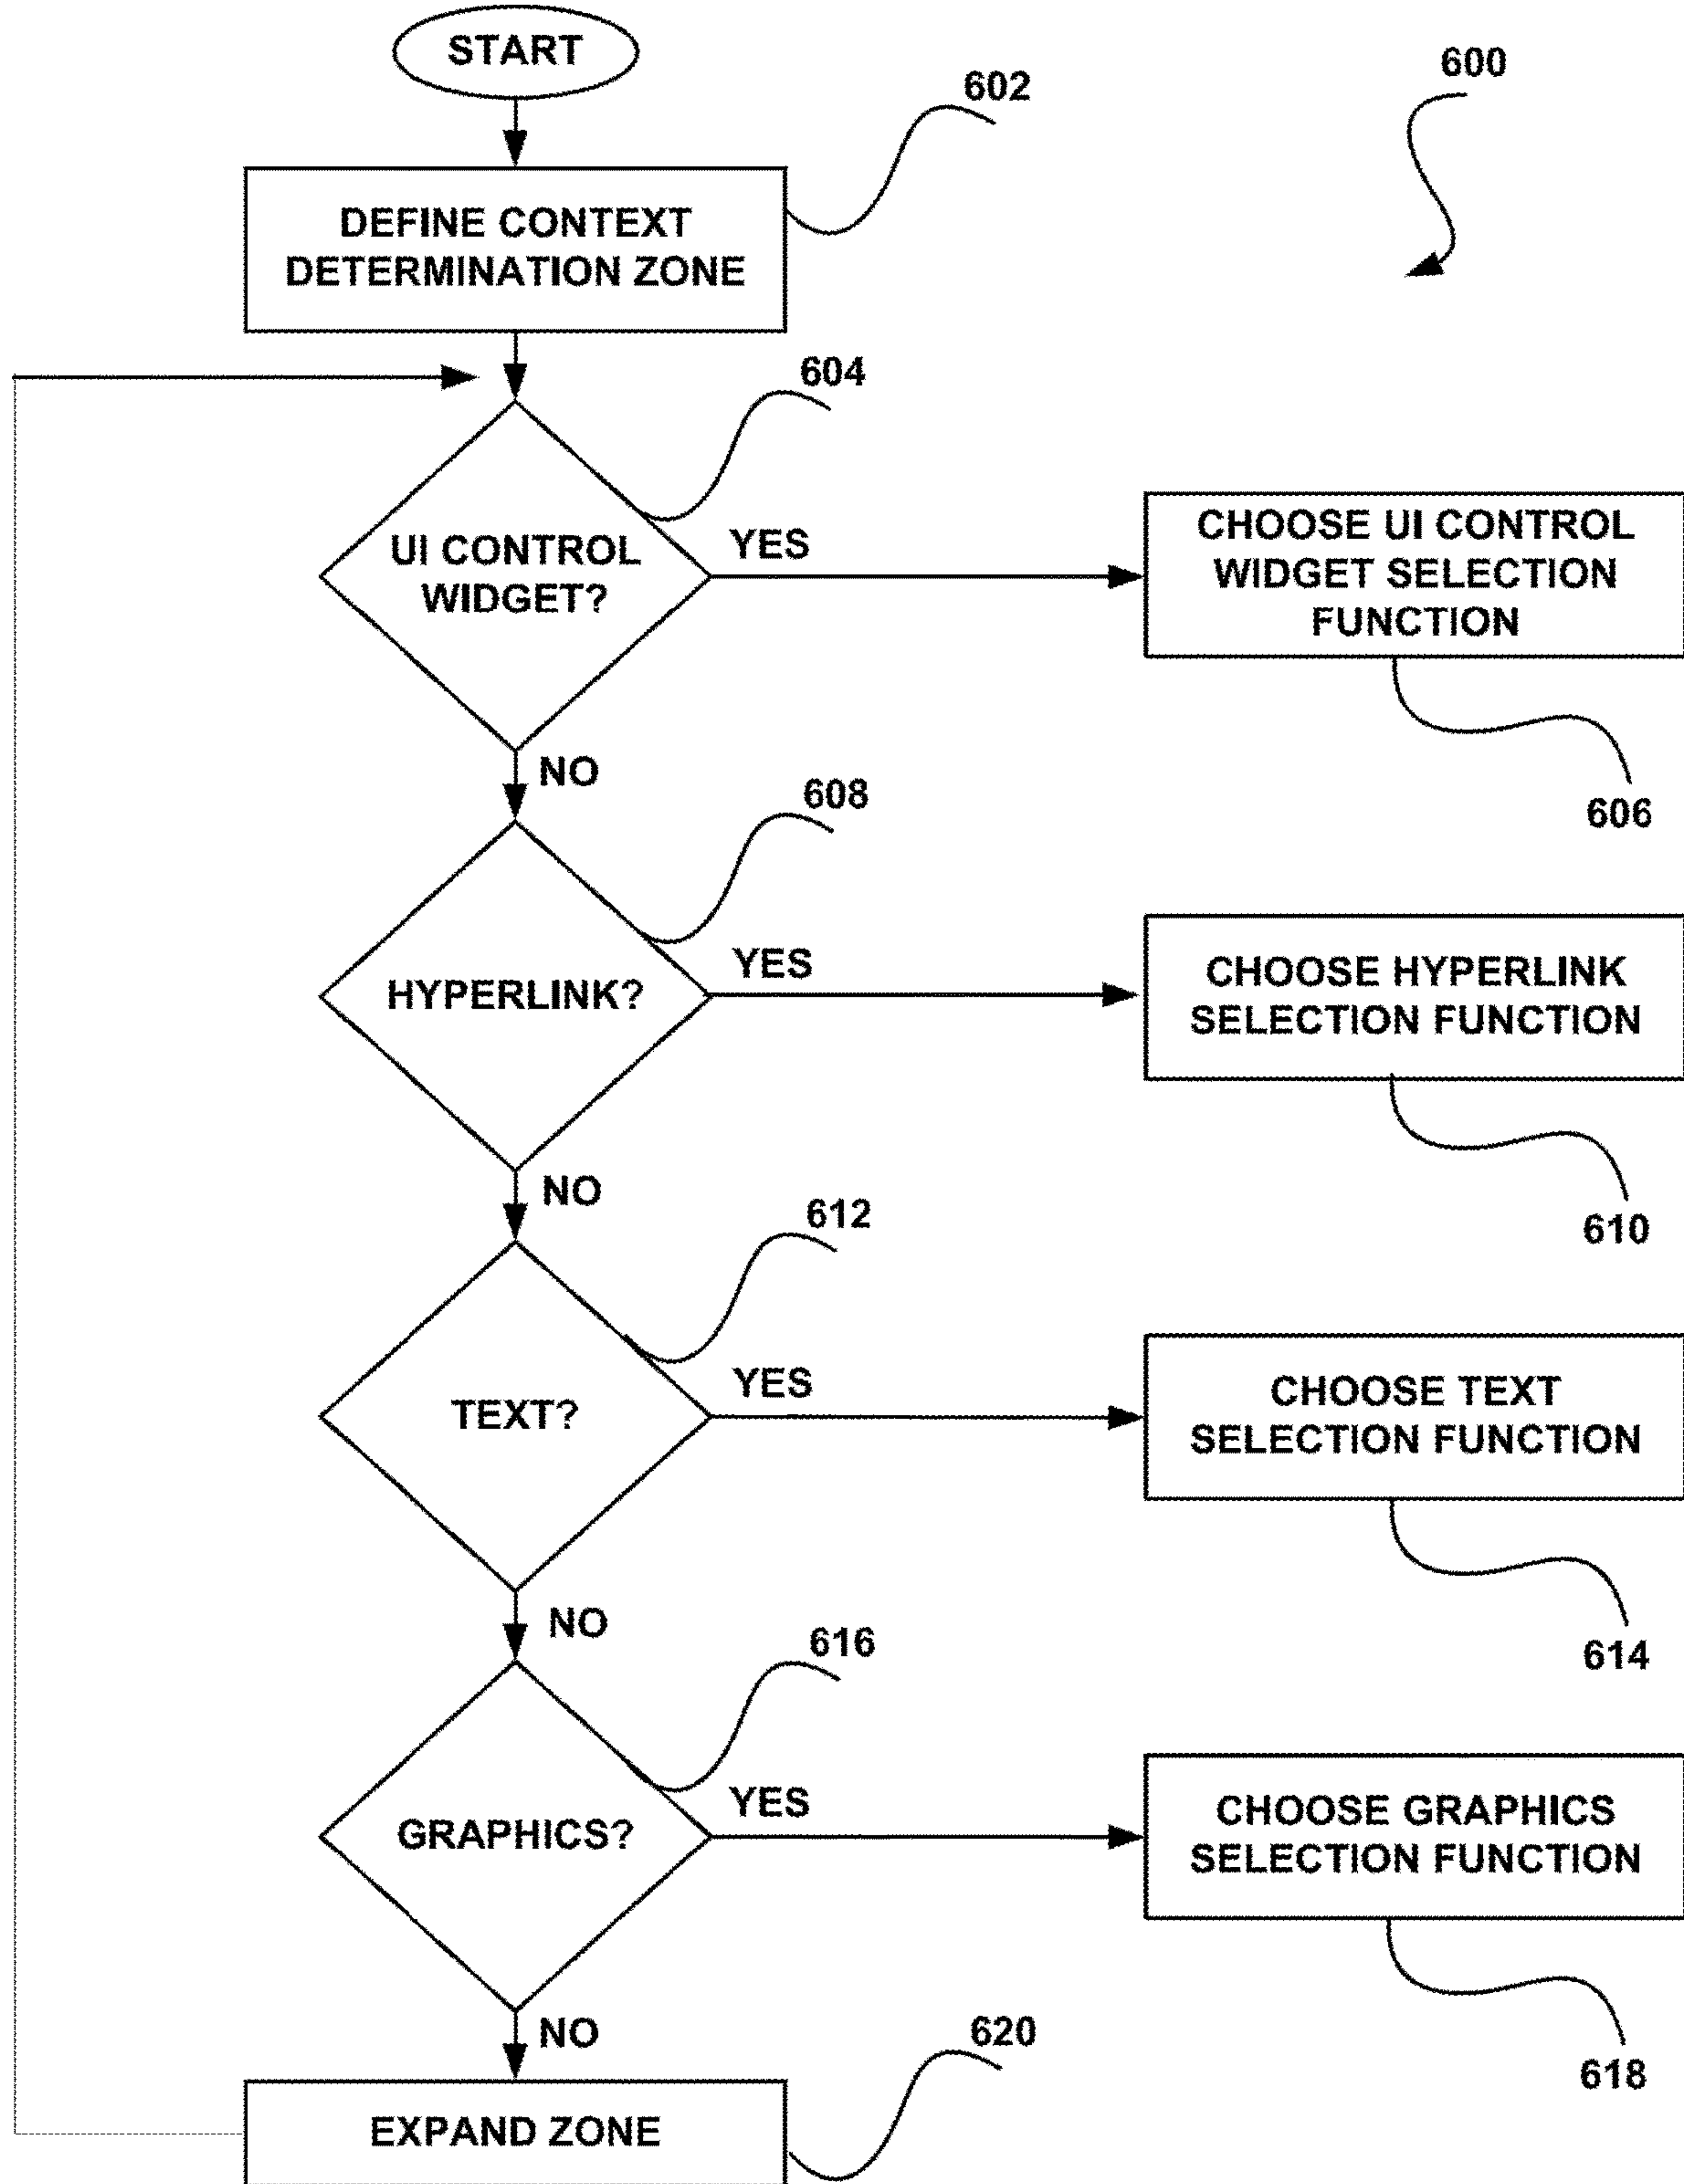 START
602
600
DEFINE CONTEXT
DETERMINATION ZONE
604
UI CONTROL
WIDGET?
YES
CHOOSE UI CONTROL
WIDGET SELECTION
FUNCTION
606
NO
608
HYPERLINK?
YES
CHOOSE HYPERLINK
SELECTION FUNCTION
610
NO
612
TEXT?
YES
CHOOSE TEXT
SELECTION FUNCTION
614
NO
616
GRAPHICS?
YES
CHOOSE GRAPHICS
SELECTION FUNCTION
618
NO
620
EXPAND ZONE